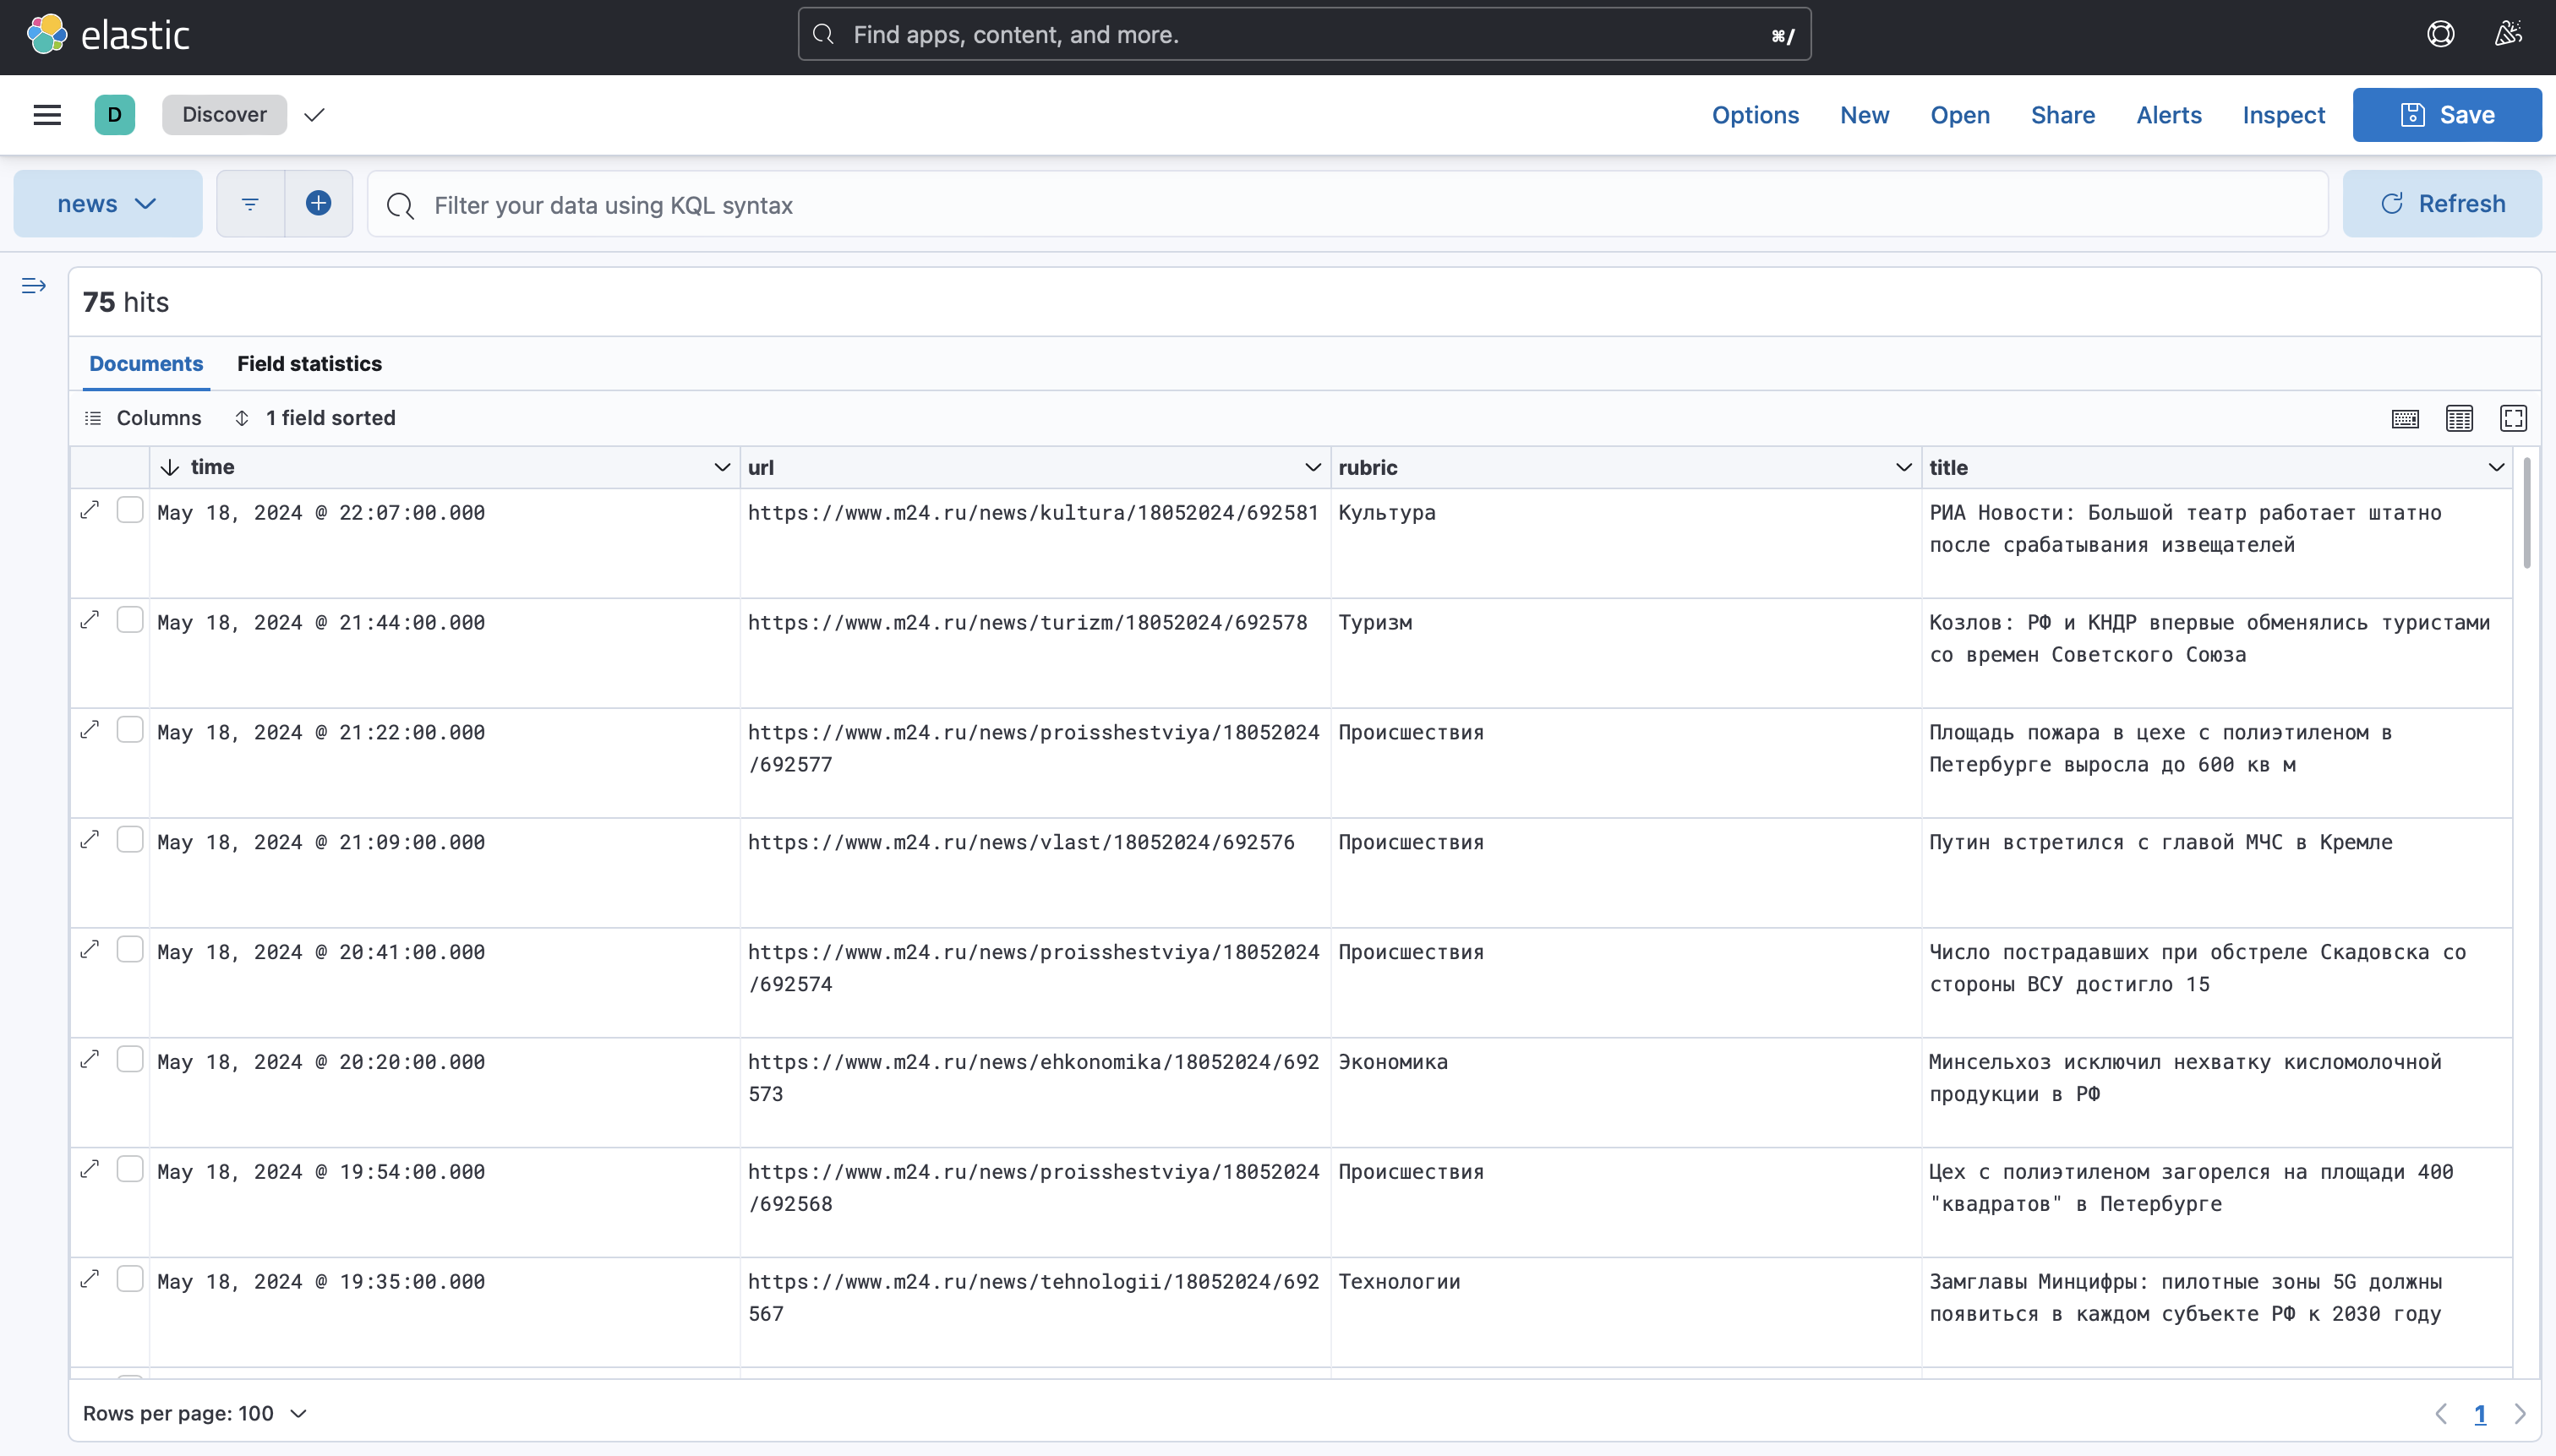 elastic
Find apps, content, and more.
⌘/
D
Discover
Options
New
Open
Share
Alerts
Inspect
Save
news
Filter your data using KQL syntax
Refresh
75 hits
Documents
Field statistics
Columns
1 field sorted
time
url
rubric
title
May 18, 2024 @ 22:07:00.000
https://www.m24.ru/news/kultura/18052024/692581
Культура
РИА Новости: Большой театр работает штатно
после срабатывания извещателей
May 18, 2024 @ 21:44:00.000
https://www.m24.ru/news/turizm/18052024/692578
Туризм
Козлов: РФ и КНДР впервые обменялись туристами
со времен Советского Союза
May 18, 2024 @ 21:22:00.000
https://www.m24.ru/news/proisshestviya/18052024
/692577
Происшествия
Площадь пожара в цехе с полиэтиленом в
Петербурге выросла до 600 кв м
May 18, 2024 @ 21:09:00.000
https://www.m24.ru/news/vlast/18052024/692576
Происшествия
Путин встретился с главой МЧС в Кремле
May 18, 2024 @ 20:41:00.000
https://www.m24.ru/news/proisshestviya/18052024
/692574
Происшествия
Число пострадавших при обстреле Скадовска со
стороны ВСУ достигло 15
May 18, 2024 @ 20:20:00.000
https://www.m24.ru/news/ehkonomika/18052024/692
573
Экономика
Минсельхоз исключил нехватку кисломолочной
продукции в РФ
May 18, 2024 @ 19:54:00.000
https://www.m24.ru/news/proisshestviya/18052024
/692568
Происшествия
Цех с полиэтиленом загорелся на площади 400
"квадратов" в Петербурге
May 18, 2024 @ 19:35:00.000
https://www.m24.ru/news/tehnologii/18052024/692
567
Технологии
Замглавы Минцифры: пилотные зоны 5G должны
появиться в каждом субъекте РФ к 2030 году
Rows per page: 100
1